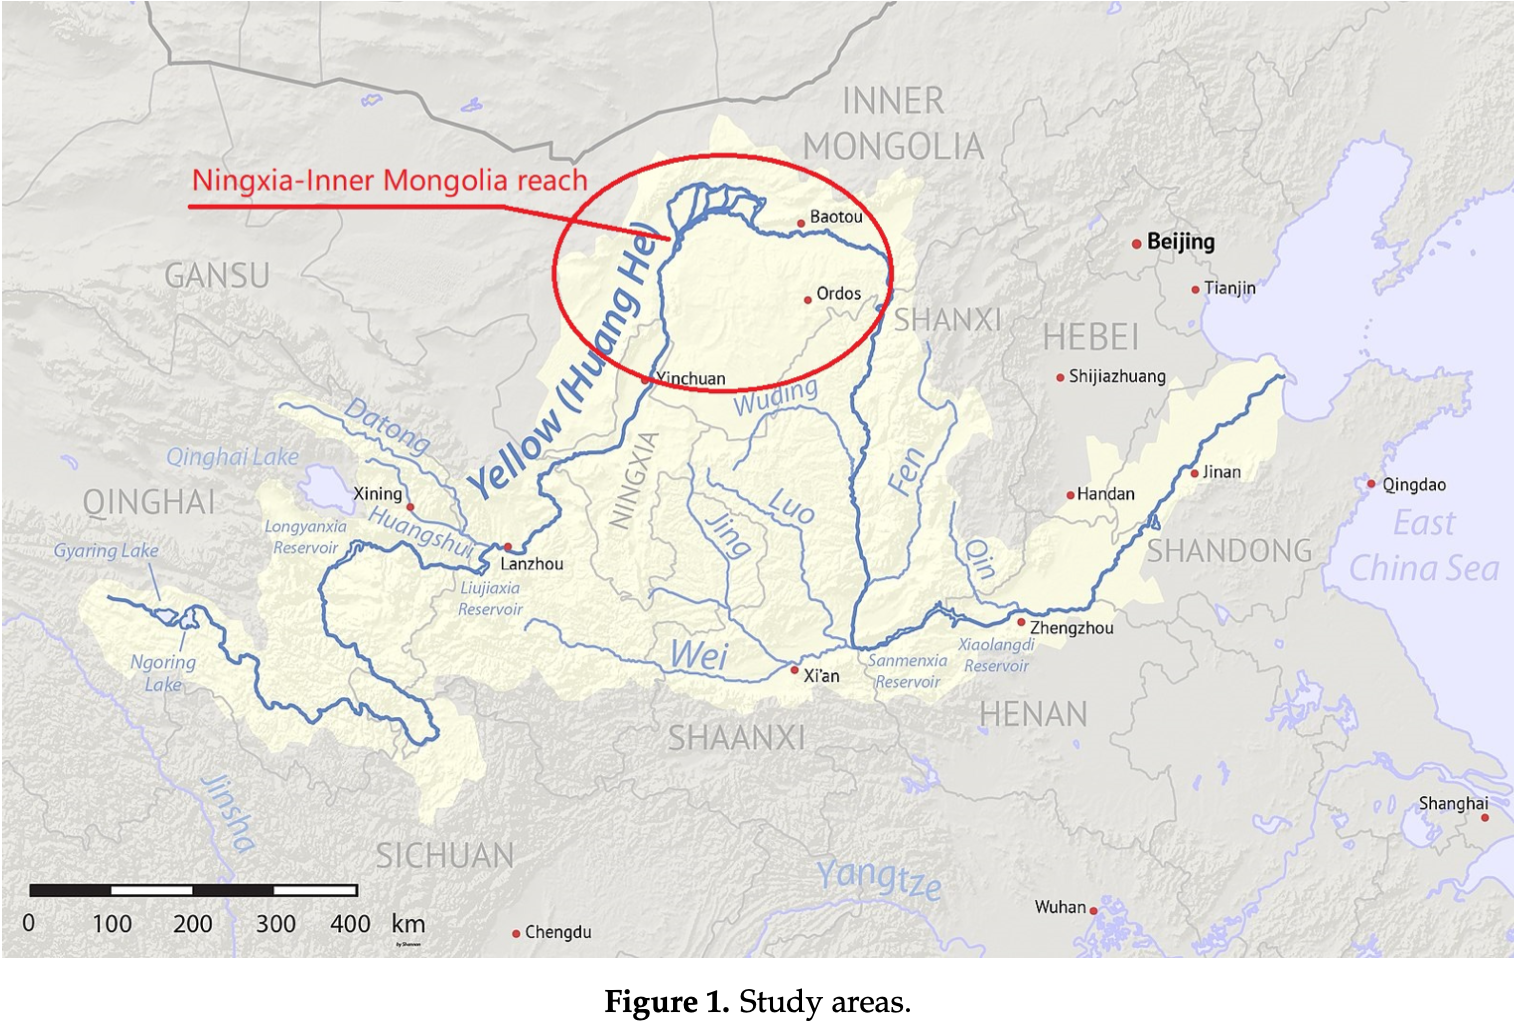 INNER
MONGOLIA
Ningxia-Inner Mongolia reach
Baotou
Beijing
GANSU
Tianjin
Ordos
SHANXI
HEBEI
Yellow (Huang He)
Shijiazhuang
Yinchuan
Wuding
Datong
Qinghai Lake
Fen
Jinan
NINGXIA
Qingdao
Xining
Handan
QINGHAI
Luo
East
China Sea
Longyanxia
Reservoir
Huangshui
Jing
Gyaring Lake
SHANDONG
Qin
Lanzhou
Liujiaxia
Reservoir
Zhengzhou
Xiaolangdi
Reservoir
Wei
Ngoring
Lake
Sanmenxia
Reservoir
Xi'an
HENAN
SHAANXI
Jinsha
Shanghai
SICHUAN
Yangtze
0 100 200 300 400 km
by Shannon
Wuhan
Chengdu
Figure 1. Study areas.